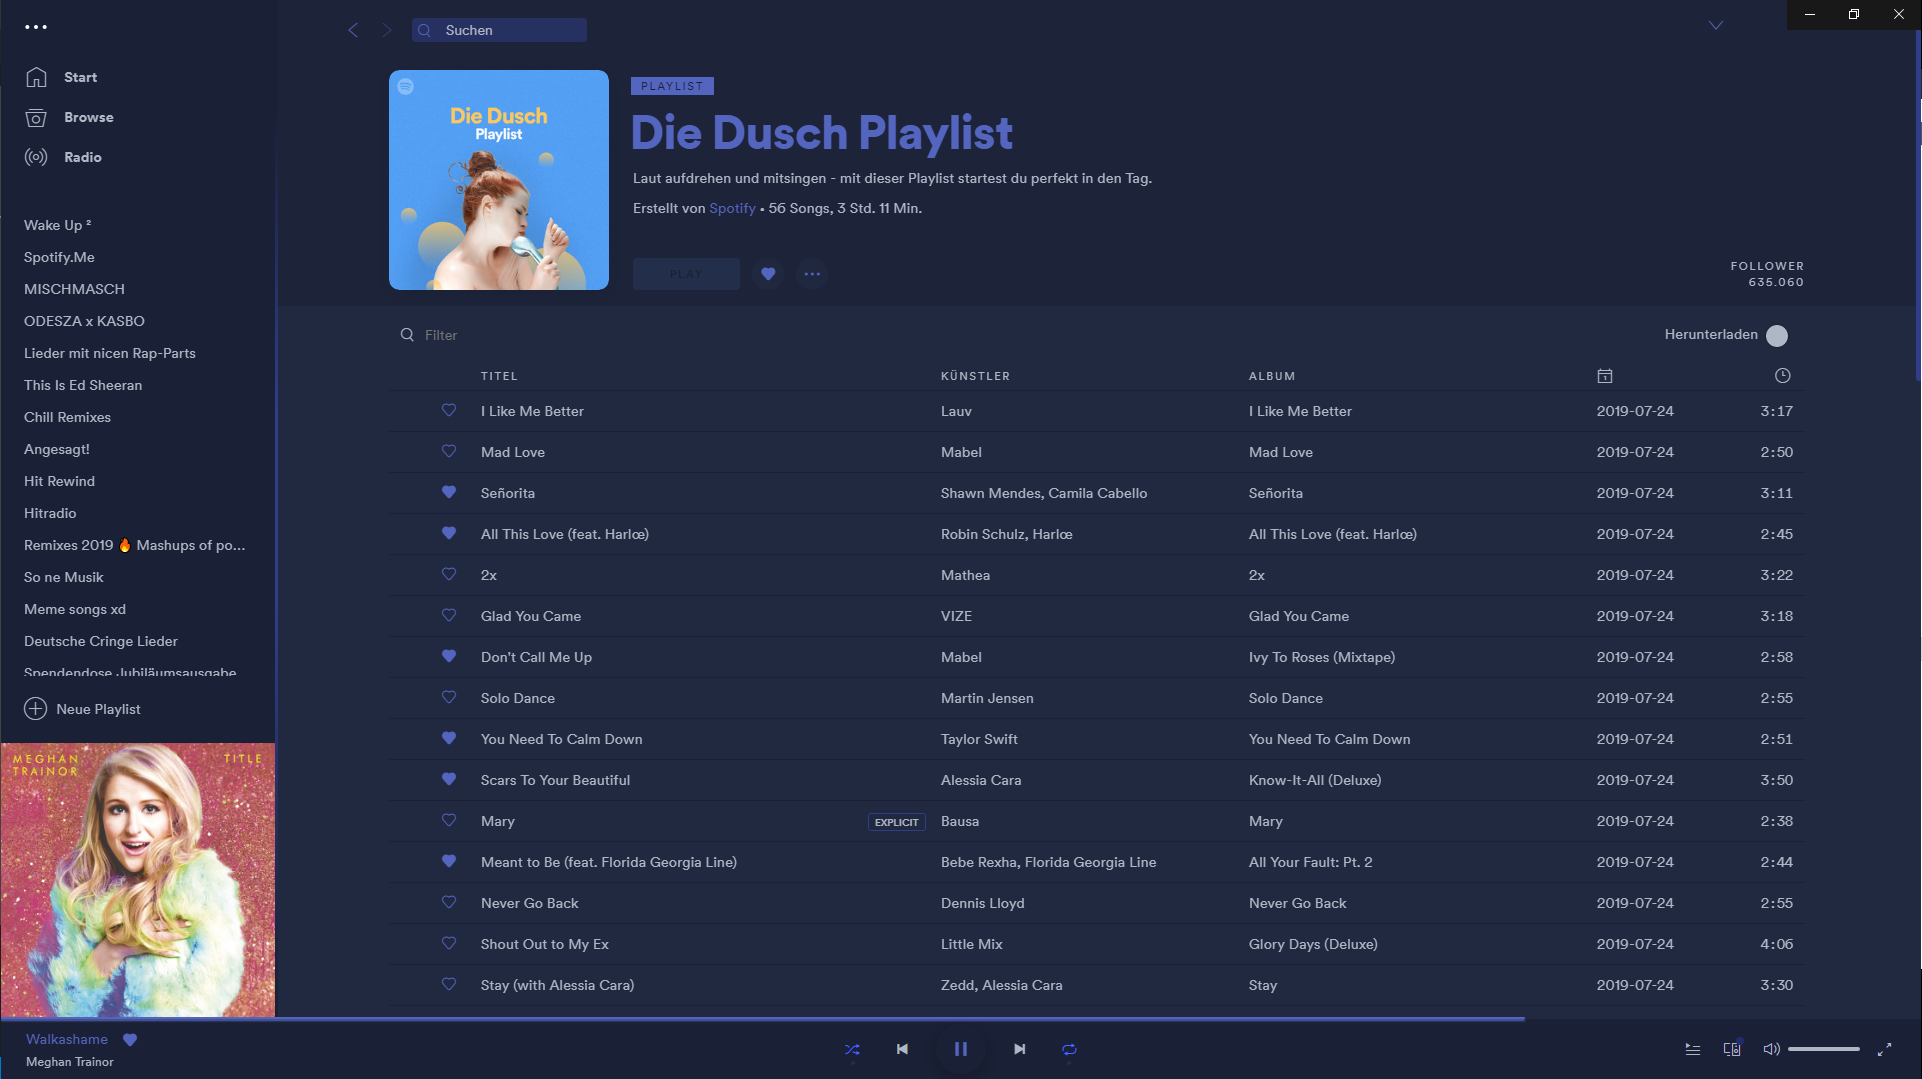 Suchen
Start
Browse
Radio
Wake Up ²
Spotify.Me
MISCHMASCH
ODESZA x KASBO
Lieder mit nicen Rap-Parts
This Is Ed Sheeran
Chill Remixes
Angesagt!
Hit Rewind
Hitradio
Remixes 2019 🔥 Mashups of po...
So ne Musik
Meme songs xd
Deutsche Cringe Lieder
Spendendose Jubiläumsausgabe
Neue Playlist
MEGHAN
TRAINOR
TITLE
Die Dusch
Playlist
PLAYLIST
Die Dusch Playlist
Laut aufdrehen und mitsingen - mit dieser Playlist startest du perfekt in den Tag.
Erstellt von Spotify • 56 Songs, 3 Std. 11 Min.
PLAY
FOLLOWER
635.060
Filter
Herunterladen
TITEL KÜNSTLER ALBUM
I Like Me Better Lauv I Like Me Better 2019-07-24 3:17
Mad Love Mabel Mad Love 2019-07-24 2:50
Señorita Shawn Mendes, Camila Cabello Señorita 2019-07-24 3:11
All This Love (feat. Harlœ) Robin Schulz, Harlœ All This Love (feat. Harlœ) 2019-07-24 2:45
2x Mathea 2x 2019-07-24 3:22
Glad You Came VIZE Glad You Came 2019-07-24 3:18
Don't Call Me Up Mabel Ivy To Roses (Mixtape) 2019-07-24 2:58
Solo Dance Martin Jensen Solo Dance 2019-07-24 2:55
You Need To Calm Down Taylor Swift You Need To Calm Down 2019-07-24 2:51
Scars To Your Beautiful Alessia Cara Know-It-All (Deluxe) 2019-07-24 3:50
Mary EXPLICIT Bausa Mary 2019-07-24 2:38
Meant to Be (feat. Florida Georgia Line) Bebe Rexha, Florida Georgia Line All Your Fault: Pt. 2 2019-07-24 2:44
Never Go Back Dennis Lloyd Never Go Back 2019-07-24 2:55
Shout Out to My Ex Little Mix Glory Days (Deluxe) 2019-07-24 4:06
Stay (with Alessia Cara) Zedd, Alessia Cara Stay 2019-07-24 3:30
Walkashame
Meghan Trainor